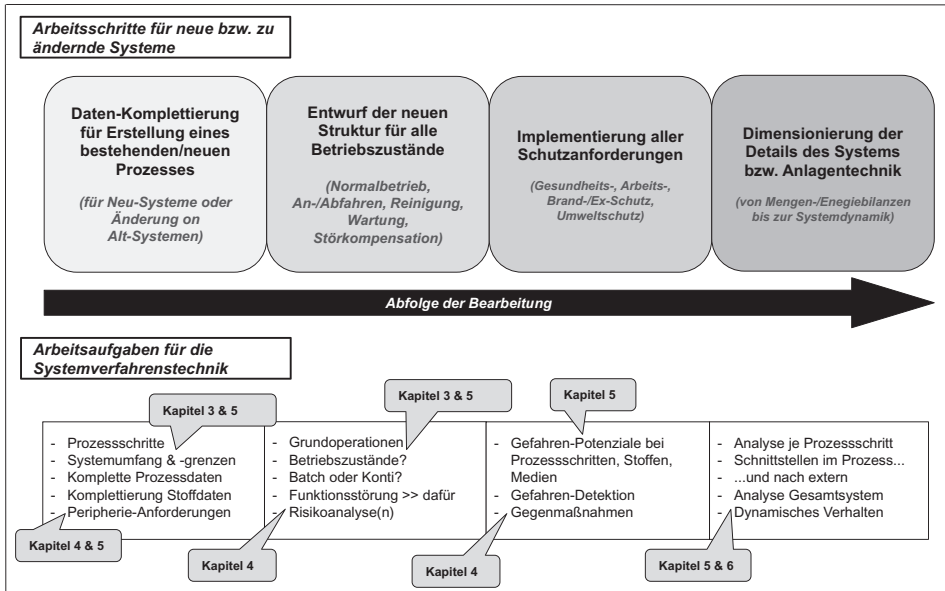 Arbeitsschritte für neue bzw. zu
ändernde Systeme
Daten-Komplettierung
für Erstellung eines
bestehenden/neuen
Prozesses
(für Neu-Systeme oder
Änderung on
Alt-Systemen)
Entwurf der neuen
Struktur für alle
Betriebszustände
(Normalbetrieb,
An-/Abfahren, Reinigung,
Wartung,
Störkompensation)
Implementierung aller
Schutzanforderungen
(Gesundheits-, Arbeits-,
Brand-/Ex-Schutz,
Umweltschutz)
Dimensionierung der
Details des Systems
bzw. Anlagentechnik
(von Mengen-/Enegiebilanzen
bis zur Systemdynamik)
Abfolge der Bearbeitung
Arbeitsaufgaben für die
Systemverfahrenstechnik
Kapitel 3 & 5
- Prozessschritte
- Systemumfang & -grenzen
- Komplette Prozessdaten
- Komplettierung Stoffdaten
- Peripherie-Anforderungen
Kapitel 4 & 5
Kapitel 3 & 5
- Grundoperationen
- Betriebszustände?
- Batch oder Konti?
- Funktionsstörung >> dafür
- Risikoanalyse(n)
Kapitel 4
Kapitel 5
- Gefahren-Potenziale bei
Prozessschritten, Stoffen,
Medien
- Gefahren-Detektion
- Gegenmaßnahmen
Kapitel 4
- Analyse je Prozessschritt
- Schnittstellen im Prozess...
- ...und nach extern
- Analyse Gesamtsystem
- Dynamisches Verhalten
Kapitel 5 & 6